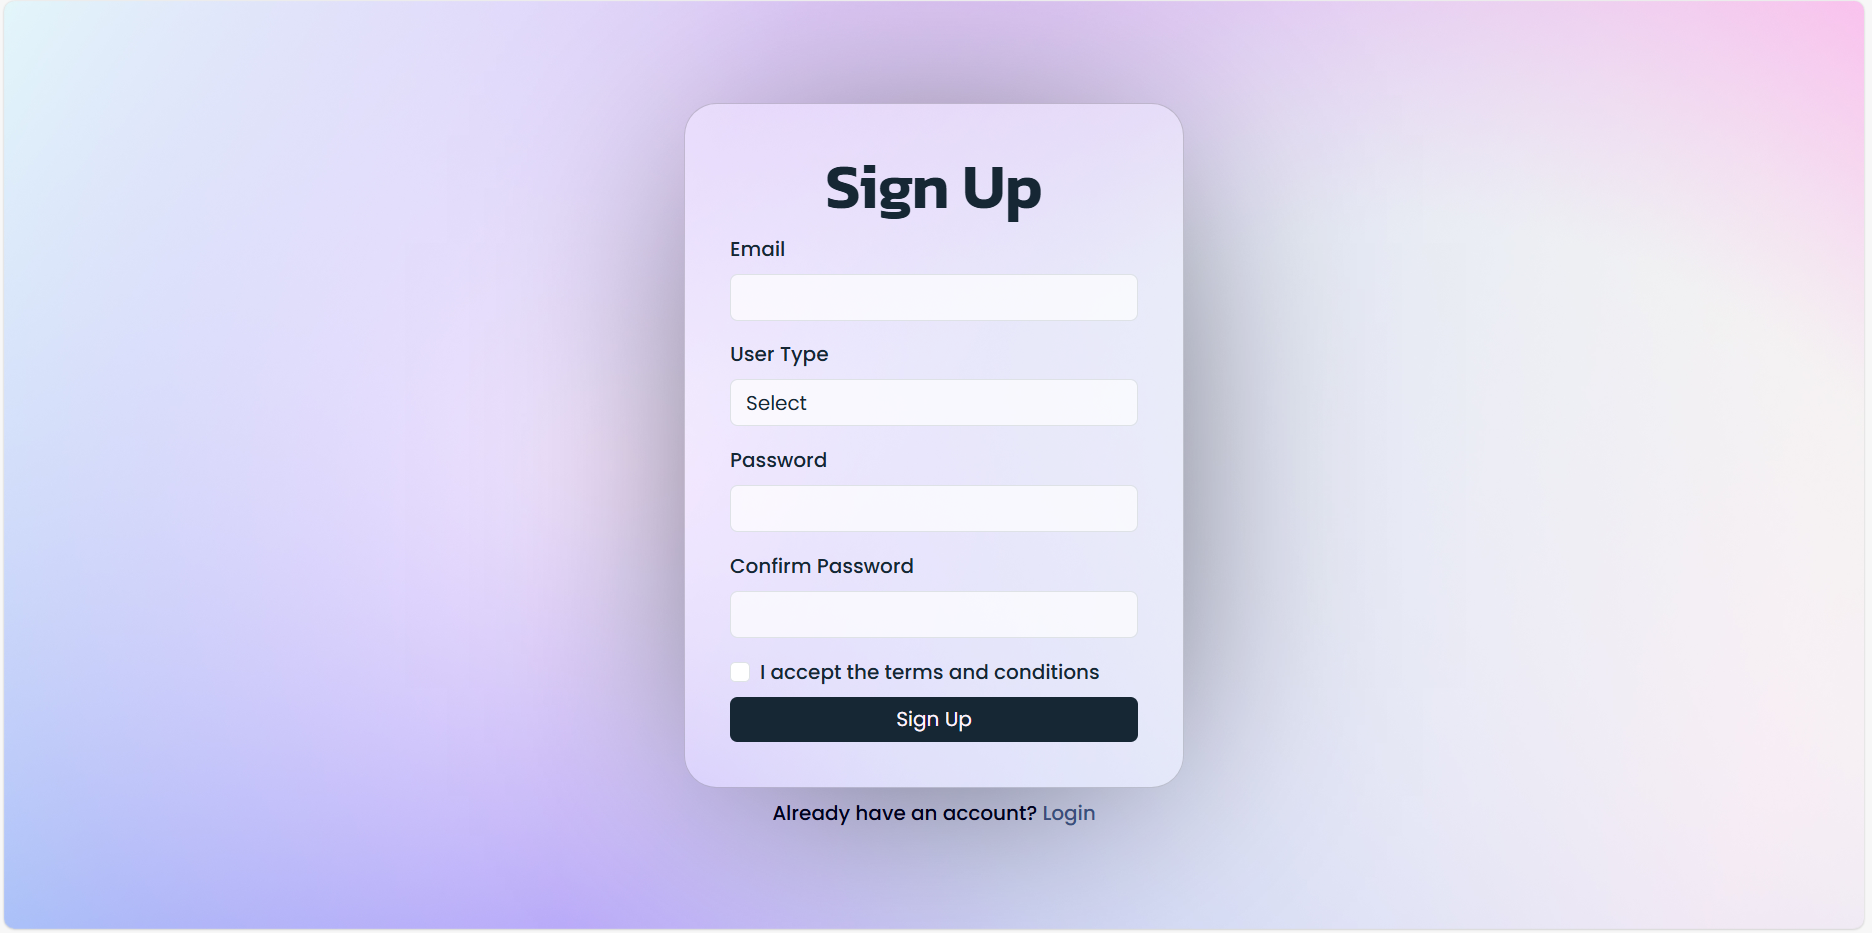 Sign Up
Email
User Type
Select
Password
Confirm Password
I accept the terms and conditions
Sign Up
Already have an account? Login